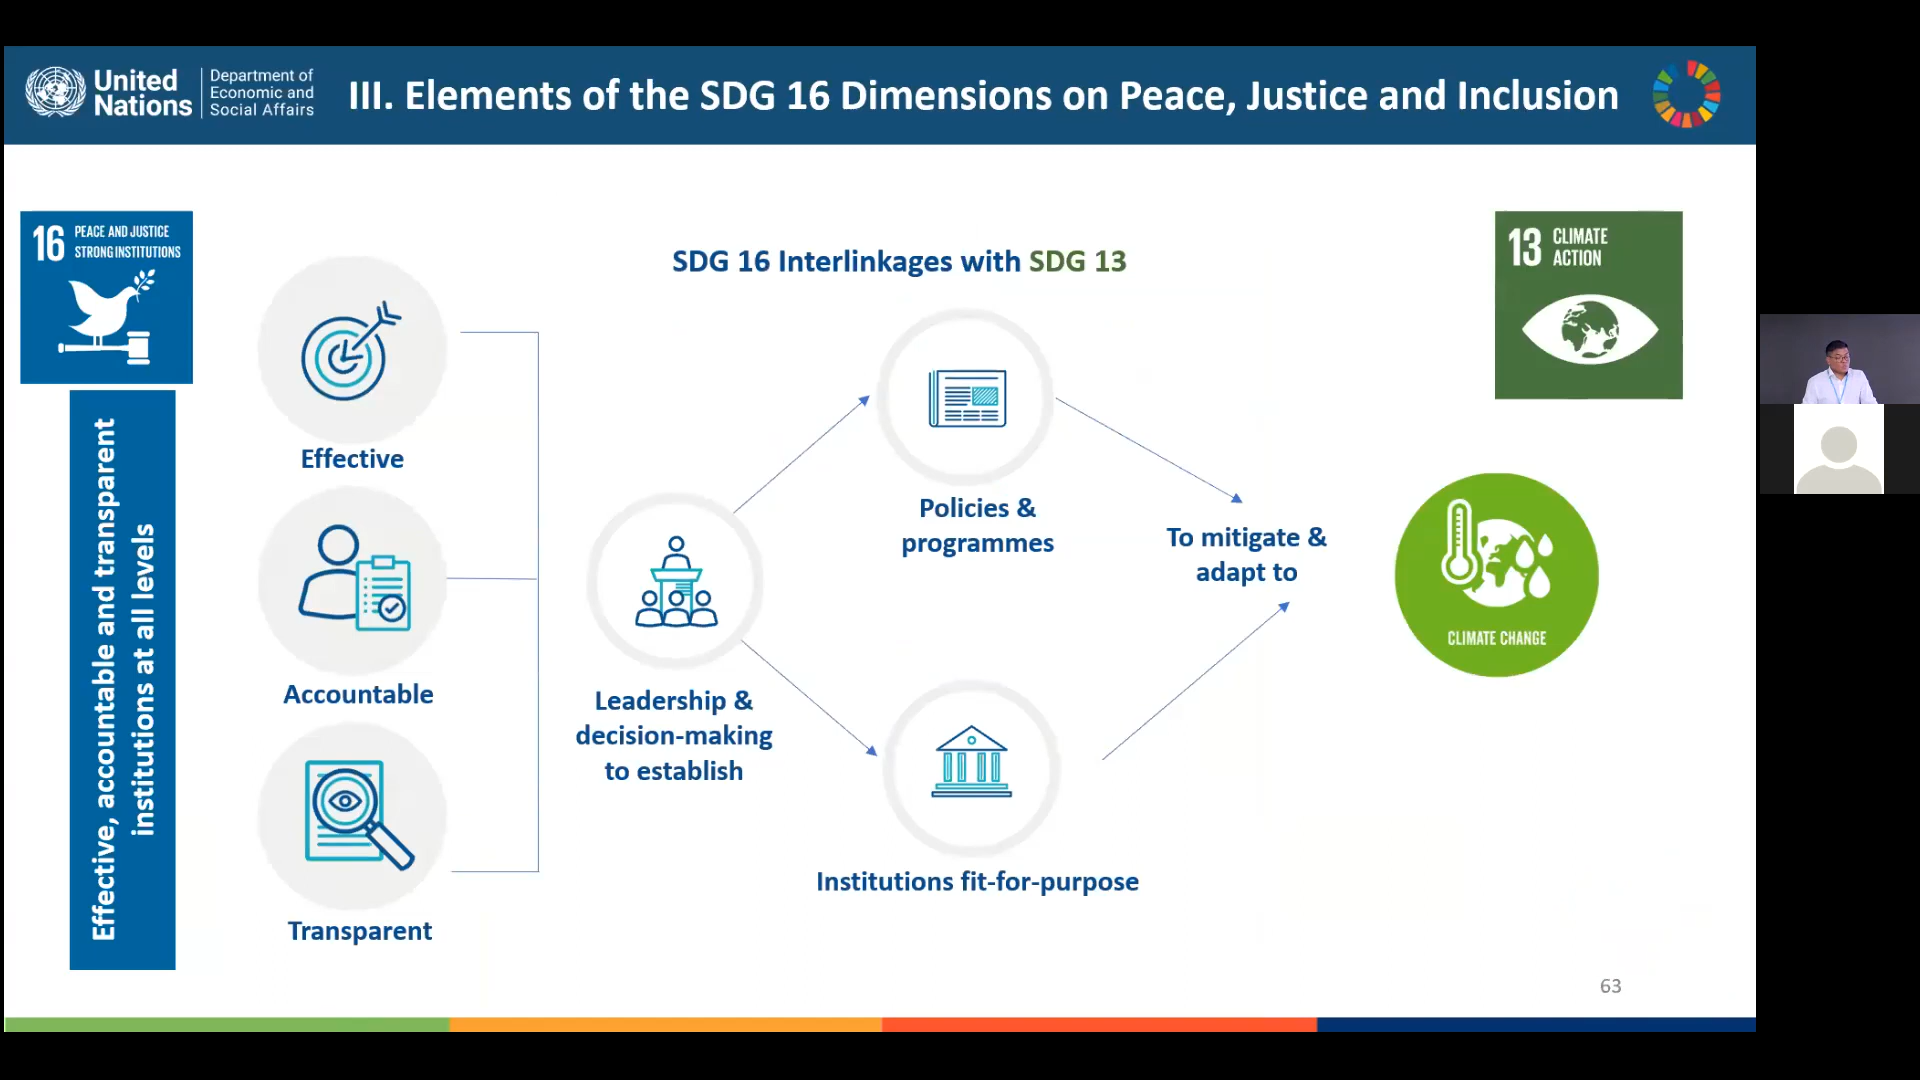 United
Nations
Department of
Economic and
Social Affairs
III. Elements of the SDG 16 Dimensions on Peace, Justice and Inclusion
16 PEACE AND JUSTICE
STRONG INSTITUTIONS
Effective, accountable and transparent
institutions at all levels
SDG 16 Interlinkages with SDG 13
13 CLIMATE
ACTION
Effective
Accountable
Transparent
Leadership &
decision-making
to establish
Policies &
programmes
Institutions fit-for-purpose
To mitigate &
adapt to
CLIMATE CHANGE
63